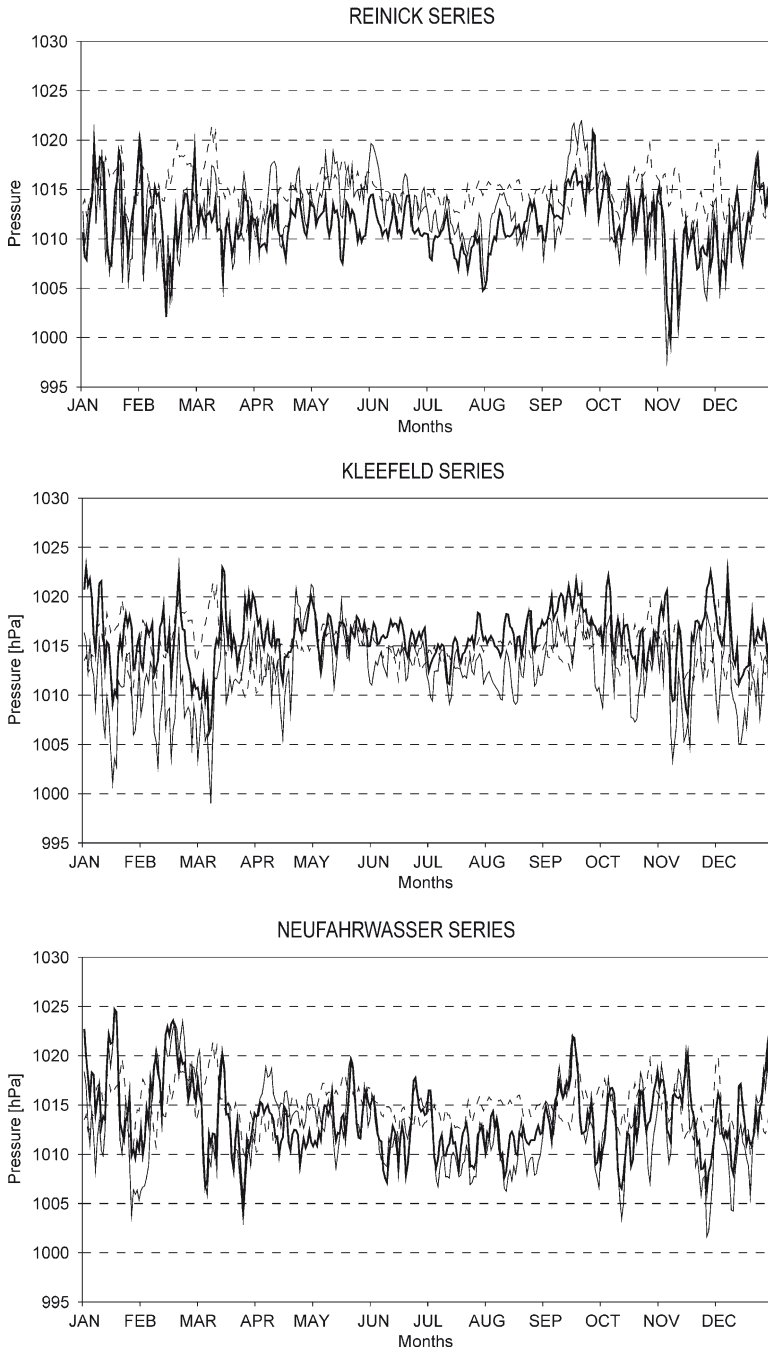 REINICK SERIES
1030
1025
1020
1015
1010
1005
1000
995
Pressure
JAN FEB MAR APR MAY JUN JUL AUG SEP OCT NOV DEC
Months
KLEEFELD SERIES
1030
1025
1020
1015
1010
1005
1000
995
Pressure [hPa]
JAN FEB MAR APR MAY JUN JUL AUG SEP OCT NOV DEC
Months
NEUFAHRWASSER SERIES
1030
1025
1020
1015
1010
1005
1000
995
Pressure [hPa]
JAN FEB MAR APR MAY JUN JUL AUG SEP OCT NOV DEC
Months